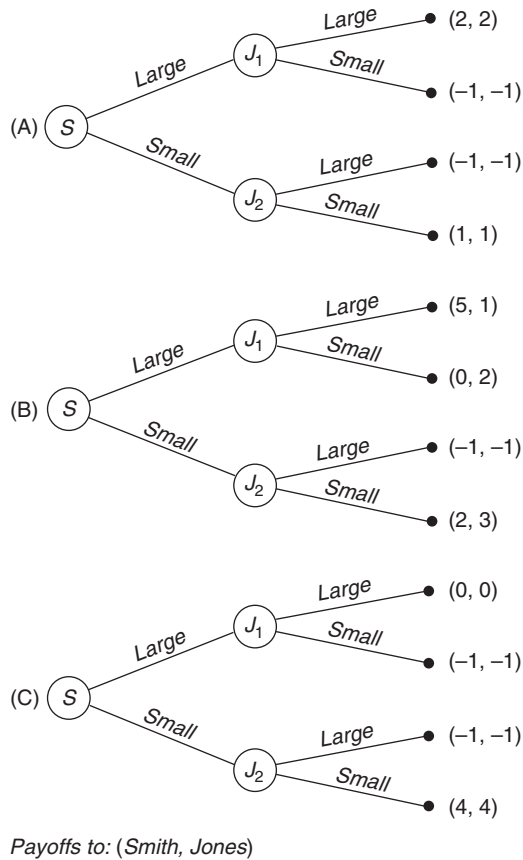 (A) S
Large
Small
J1
Large
(2, 2)
Small
(–1, –1)
J2
Large
(–1, –1)
Small
(1, 1)
(B) S
Large
Small
J1
Large
(5, 1)
Small
(0, 2)
J2
Large
(–1, –1)
Small
(2, 3)
(C) S
Large
Small
J1
Large
(0, 0)
Small
(–1, –1)
J2
Large
(–1, –1)
Small
(4, 4)
Payoffs to: (Smith, Jones)